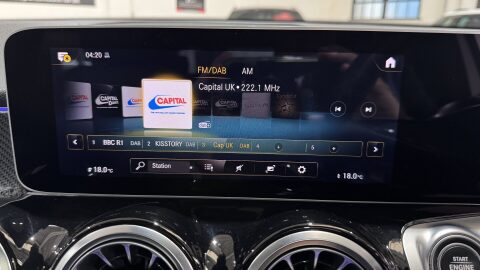 04:20
FM/DAB AM
Capital UK • 222.1 MHz
CAPITAL
CAPITAL
1 BBC R1 DAB 2 KISSTORY DAB 3 Cap UK DAB 4 5
Station
18.0°c
18.0°c
START
ENGINE